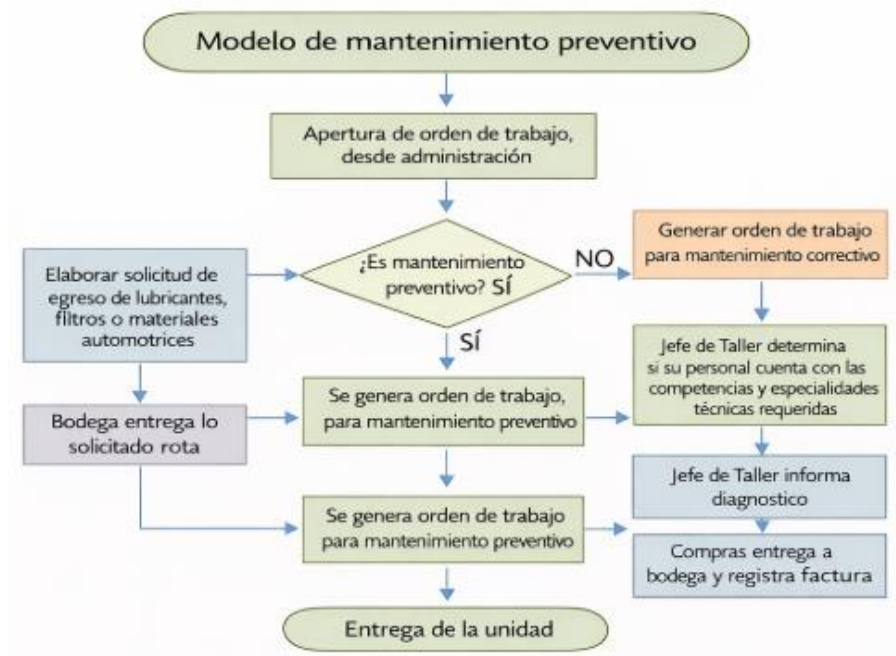 Modelo de mantenimiento preventivo
Apertura de orden de trabajo,
desde administración
¿Es mantenimiento
preventivo? SÍ
NO
SÍ
Generar orden de trabajo
para mantenimiento correctivo
Elaborar solicitud de
egreso de lubricantes,
filtros o materiales
automotrices
Jefe de Taller determina
si su personal cuenta con las
competencias y especialidades
técnicas requeridas
Se genera orden de trabajo,
para mantenimiento preventivo
Bodega entrega lo
solicitado rota
Jefe de Taller informa
diagnostico
Se genera orden de trabajo
para mantenimiento preventivo
Compras entrega a
bodega y registra factura
Entrega de la unidad